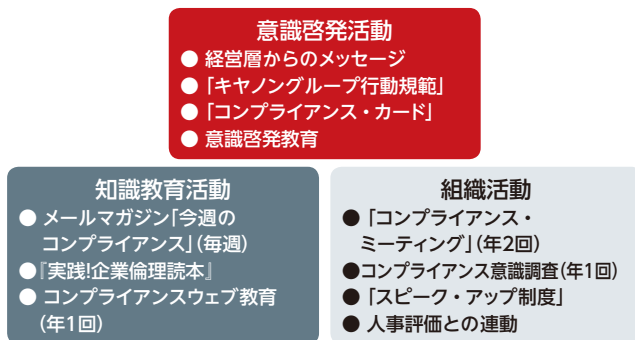 意識啓発活動
● 経営層からのメッセージ
● 「キヤノングループ行動規範」
● 「コンプライアンス・カード」
● 意識啓発教育
知識教育活動
● メールマガジン「今週の
コンプライアンス」(毎週)
● 『実践!企業倫理読本』
● コンプライアンスウェブ教育
(年1回)
組織活動
● 「コンプライアンス・
ミーティング」(年2回)
●コンプライアンス意識調査(年1回)
● 「スピーク・アップ制度」
● 人事評価との連動